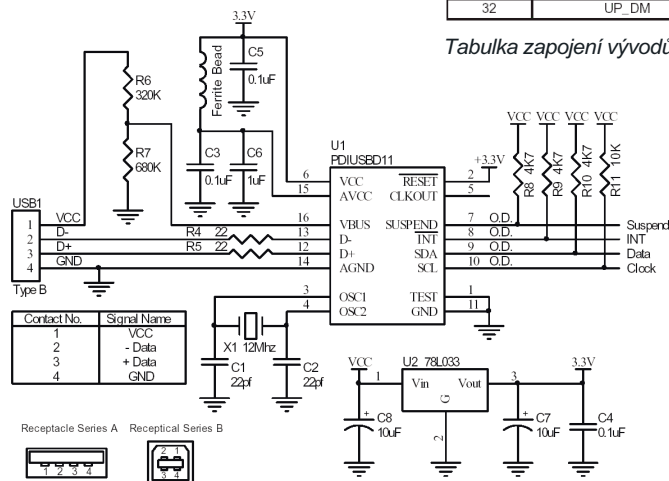 32 UP_DM
Tabulka zapojení vývodů
3.3V
Ferrite Bead
C5
0.1uF
R6
320K
R7
680K
C3
0.1uF
C6
1uF
VCC VCC VCC VCC
R8 4K7
R9 4K7
R10 4K7
R11 10K
U1
PDIUSBD11
+3.3V
6 VCC RESET 2
15 AVCC CLKOUT 5
16 VBUS SUSPEND 7 O.D. Suspend
13 D- INT 8 O.D. INT
12 D+ SDA 9 O.D. Data
14 AGND SCL 10 O.D. Clock
3 OSC1 TEST 1
4 OSC2 GND 11
USB1
1 VCC
2 D- R4 22
3 D+ R5 22
4 GND
Type B
X1 12Mhz
C1
22pf
C2
22pf
Contact No. Signal Name
1 VCC
2 - Data
3 + Data
4 GND
VCC U2 78L033 3.3V
1 Vin Vout 3
G
2
C8
10uF
C7
10uF
C4
0.1uF
Receptacle Series A Receptical Series B
1 2 3 4
2 1
3 4